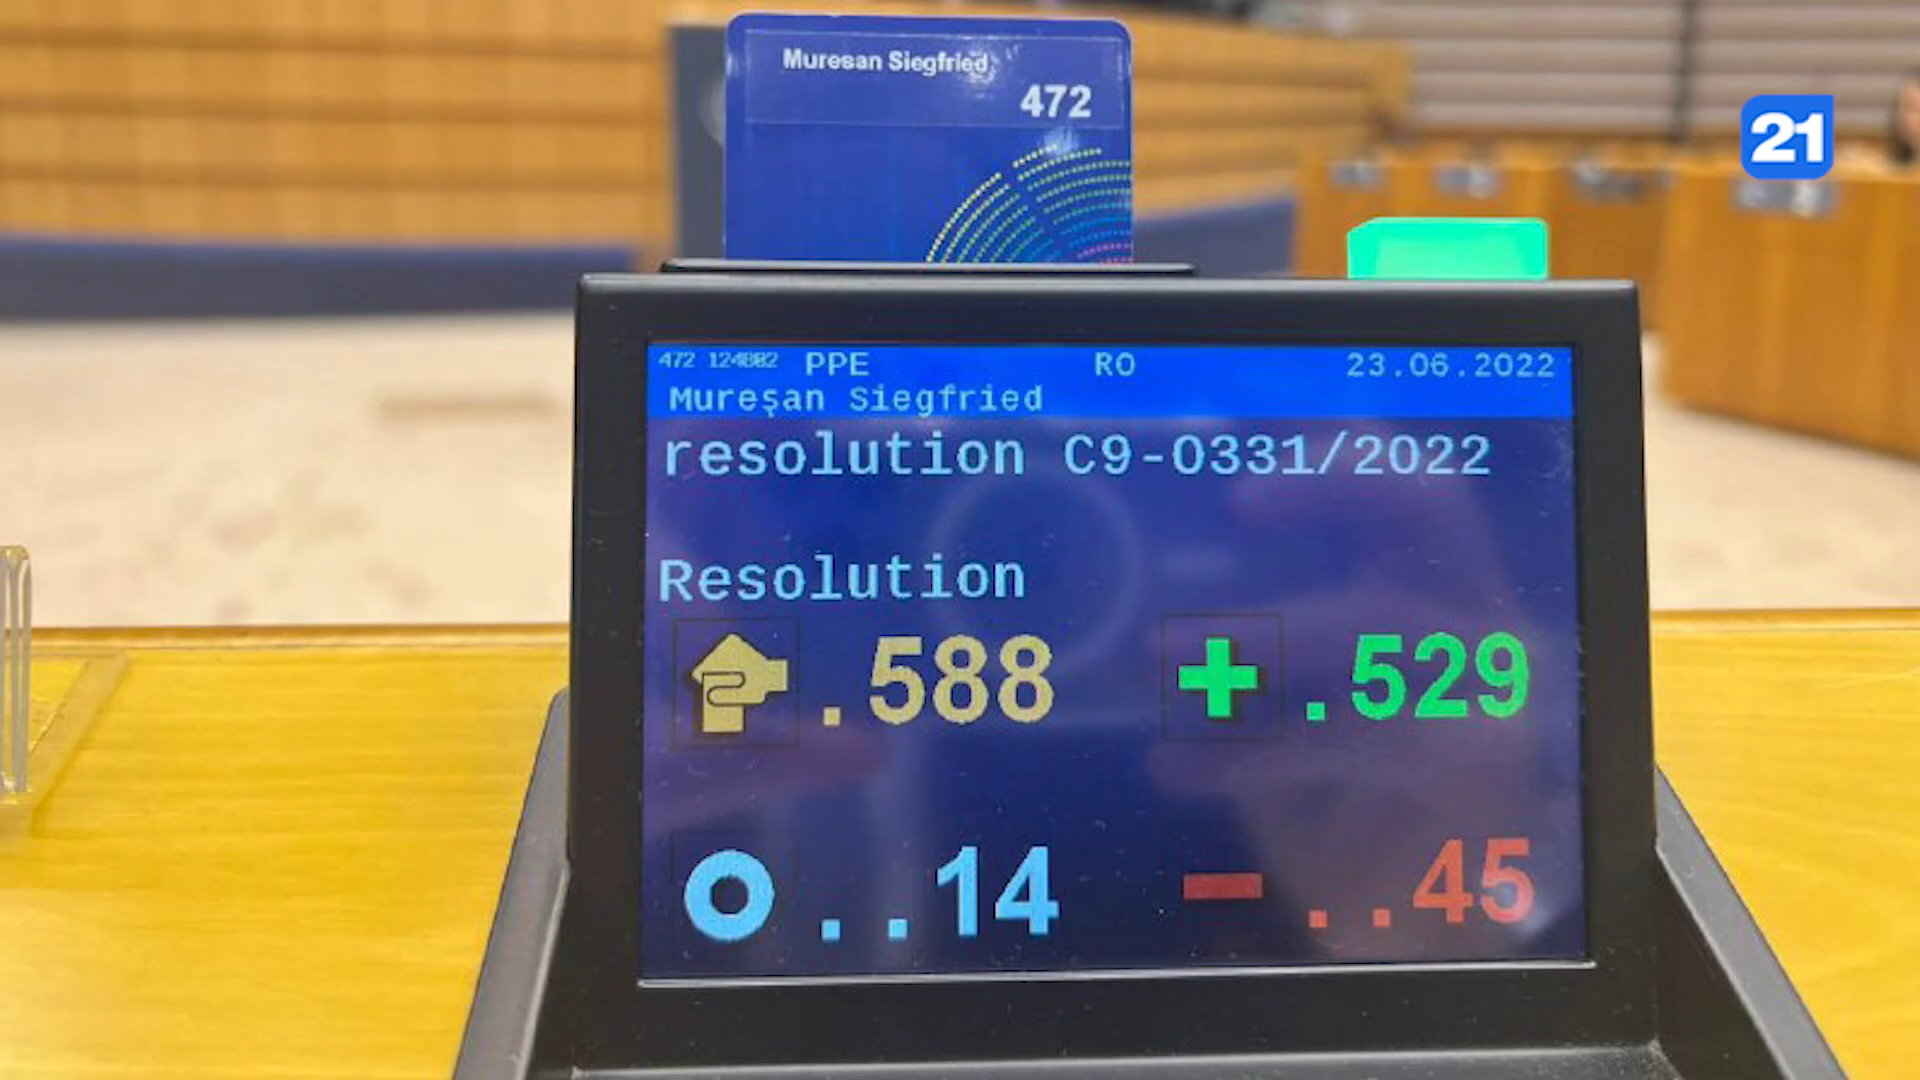 Muresan Siegfried
472
21
472 124802 PPE RO 23.06.2022
Mureşan Siegfried
resolution C9-0331/2022
Resolution
.588 + .529
..14 - ..45